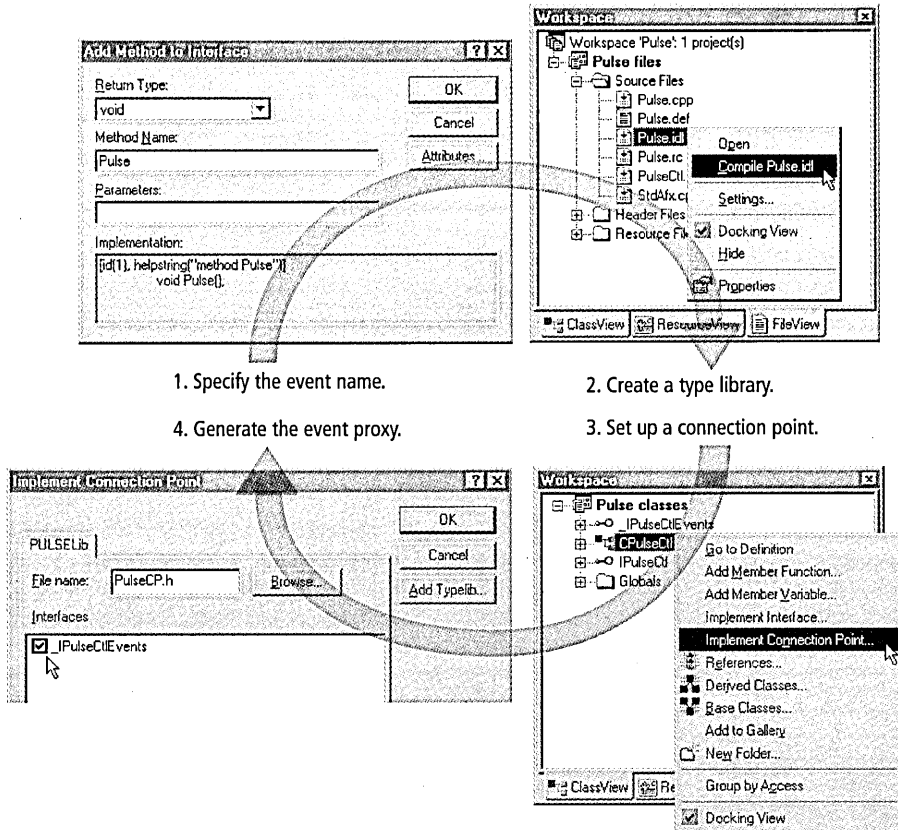 Add Method to Interface
Return Type:
void
Method Name:
Pulse
Parameters:
Implementation:
[id(1), helpstring("method Pulse")]
void Pulse();
OK
Cancel
Attributes...
1. Specify the event name.
Workspace
Workspace 'Pulse': 1 project(s)
Pulse files
Source Files
Pulse.cpp
Pulse.def
Pulse.idl
Pulse.rc
PulseCtl.
StdAfx.c
Header Files
Resource Fil
Open
Compile Pulse.idl
Settings...
Docking View
Hide
Properties
ClassView
ResourceView
FileView
2. Create a type library.
3. Set up a connection point.
Workspace
Pulse classes
_IPulseCtlEvents
CPulseCtl
IPulseCtl
Globals
Go to Definition
Add Member Function...
Add Member Variable...
Implement Interface...
Implement Connection Point...
References...
Derived Classes...
Base Classes...
Add to Gallery
New Folder...
Group by Access
Docking View
ClassView
Re
4. Generate the event proxy.
Implement Connection Point
PULSELib
File name:
PulseCP.h
Browse...
Interfaces
_IPulseCtlEvents
OK
Cancel
Add Typelib...